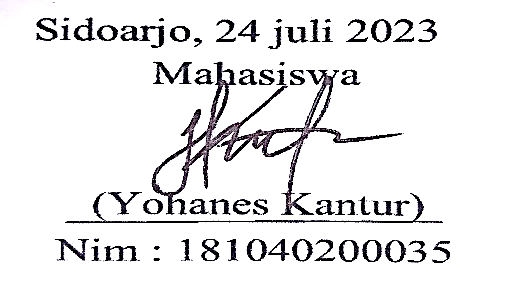 Sidoarjo, 24 juli 2023
Mahasiswa
(Yohanes Kantur)
Nim : 181040200035